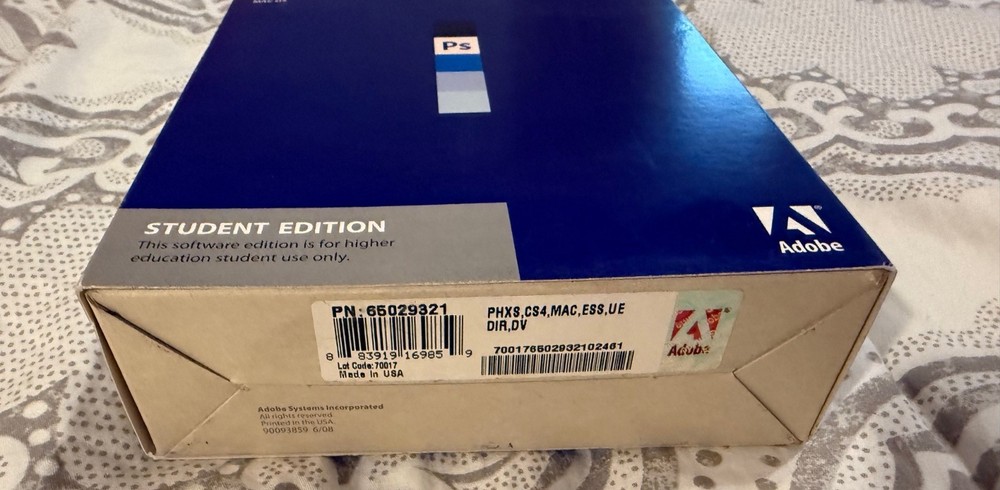 Ps
STUDENT EDITION
This software edition is for higher
education student use only.
Adobe
PN: 65029321
8 83919 16985 9
Lot Code: 70017
Made in USA
PHXS,CS4,MAC,ESS,UE
DIR,DV
700176502932102461
Adobe
Adobe Systems Incorporated
All rights reserved.
Printed in the USA.
90093859 6/08